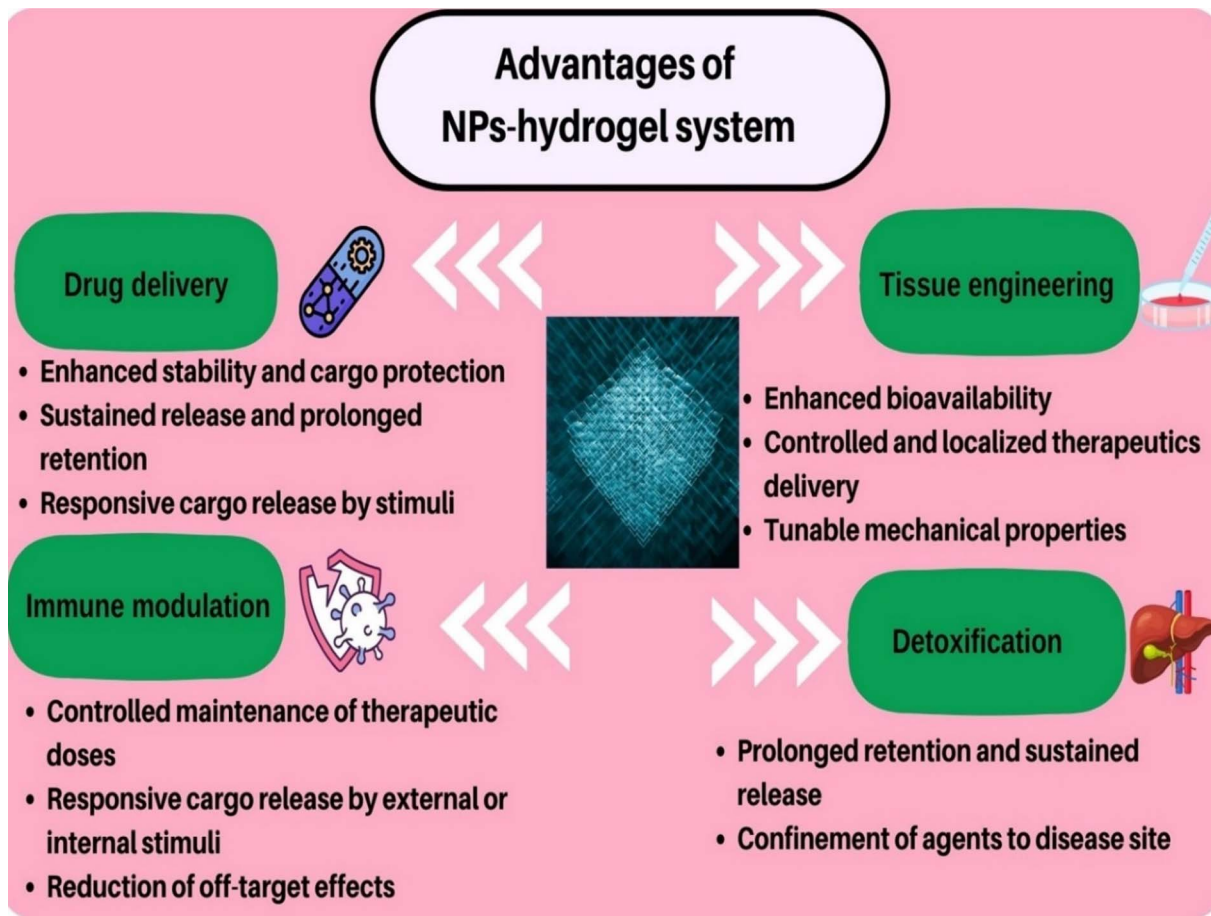 Advantages of
NPs-hydrogel system
Drug delivery
• Enhanced stability and cargo protection
• Sustained release and prolonged
retention
• Responsive cargo release by stimuli
Immune modulation
• Controlled maintenance of therapeutic
doses
• Responsive cargo release by external or
internal stimuli
• Reduction of off-target effects
Tissue engineering
• Enhanced bioavailability
• Controlled and localized therapeutics
delivery
• Tunable mechanical properties
Detoxification
• Prolonged retention and sustained
release
• Confinement of agents to disease site